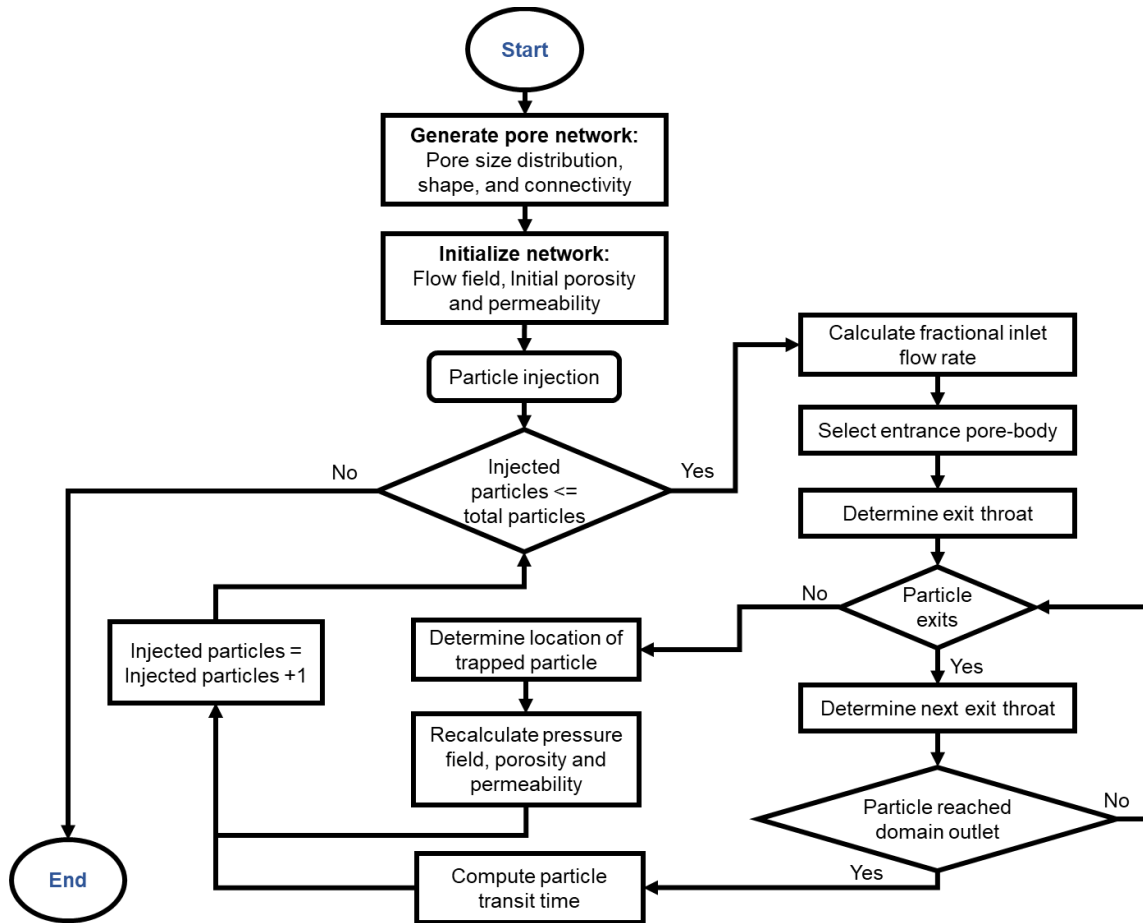 Start
Generate pore network:
Pore size distribution,
shape, and connectivity
Initialize network:
Flow field, Initial porosity
and permeability
Particle injection
Injected
particles <=
total particles
No
Yes
Calculate fractional inlet
flow rate
Select entrance pore-body
Determine exit throat
Particle
exits
No
Yes
Determine location of
trapped particle
Recalculate pressure
field, porosity and
permeability
Injected particles =
Injected particles +1
Determine next exit throat
Particle reached
domain outlet
No
Yes
Compute particle
transit time
End